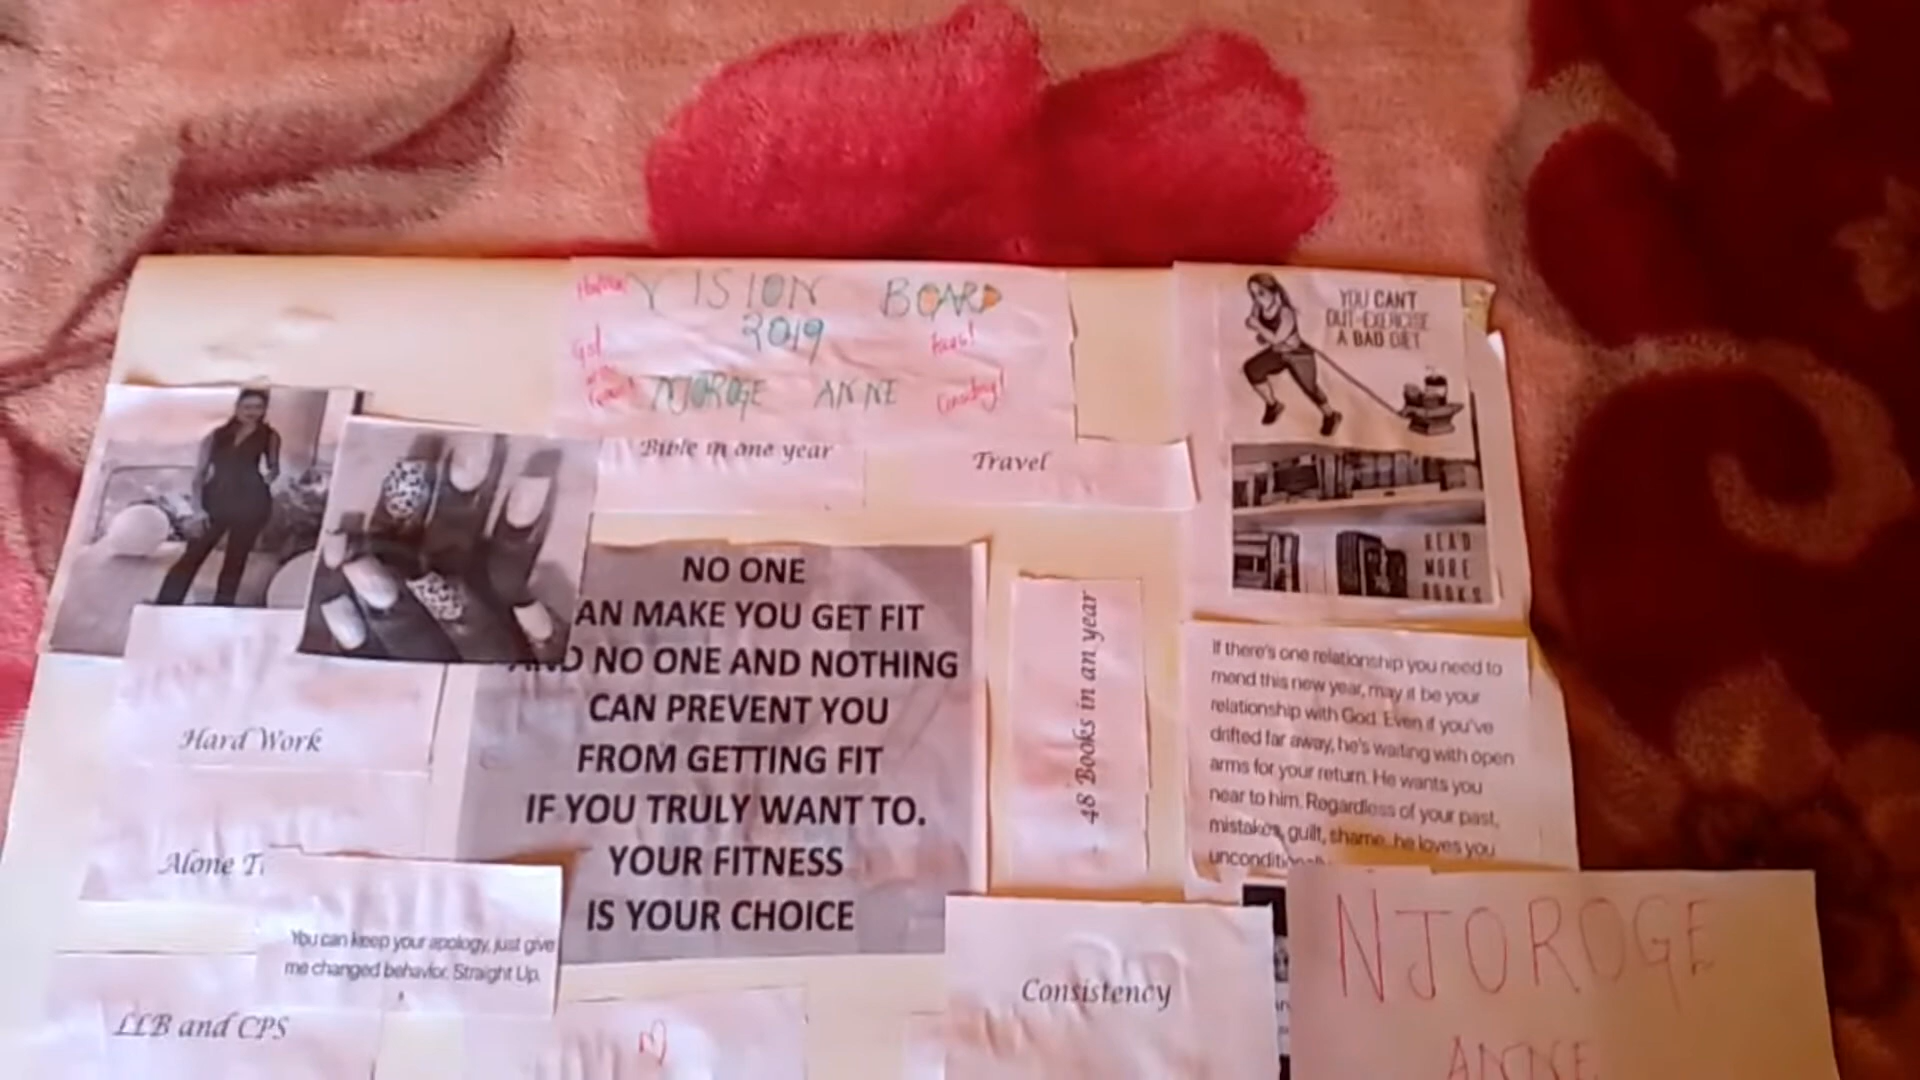 VISION BOARD
2019
NJOROGE ANNE
Bible in one year
Travel
YOU CAN'T
OUT-EXERCISE
A BAD DIET
READ
MORE
BOOKS
NO ONE
AN MAKE YOU GET FIT
AND NO ONE AND NOTHING
CAN PREVENT YOU
FROM GETTING FIT
IF YOU TRULY WANT TO.
YOUR FITNESS
IS YOUR CHOICE
48 Books in an year
If there's one relationship you need to
mend this new year, may it be your
relationship with God. Even if you've
drifted far away, he's waiting with open
arms for your return. He wants you
near to him. Regardless of your past,
mistakes, guilt, shame, he loves you
Hard Work
Alone
You can keep your apology, just give
me changed behavior. Straight Up.
LLB and CPS
Consistency
NJOROGE
ANNE